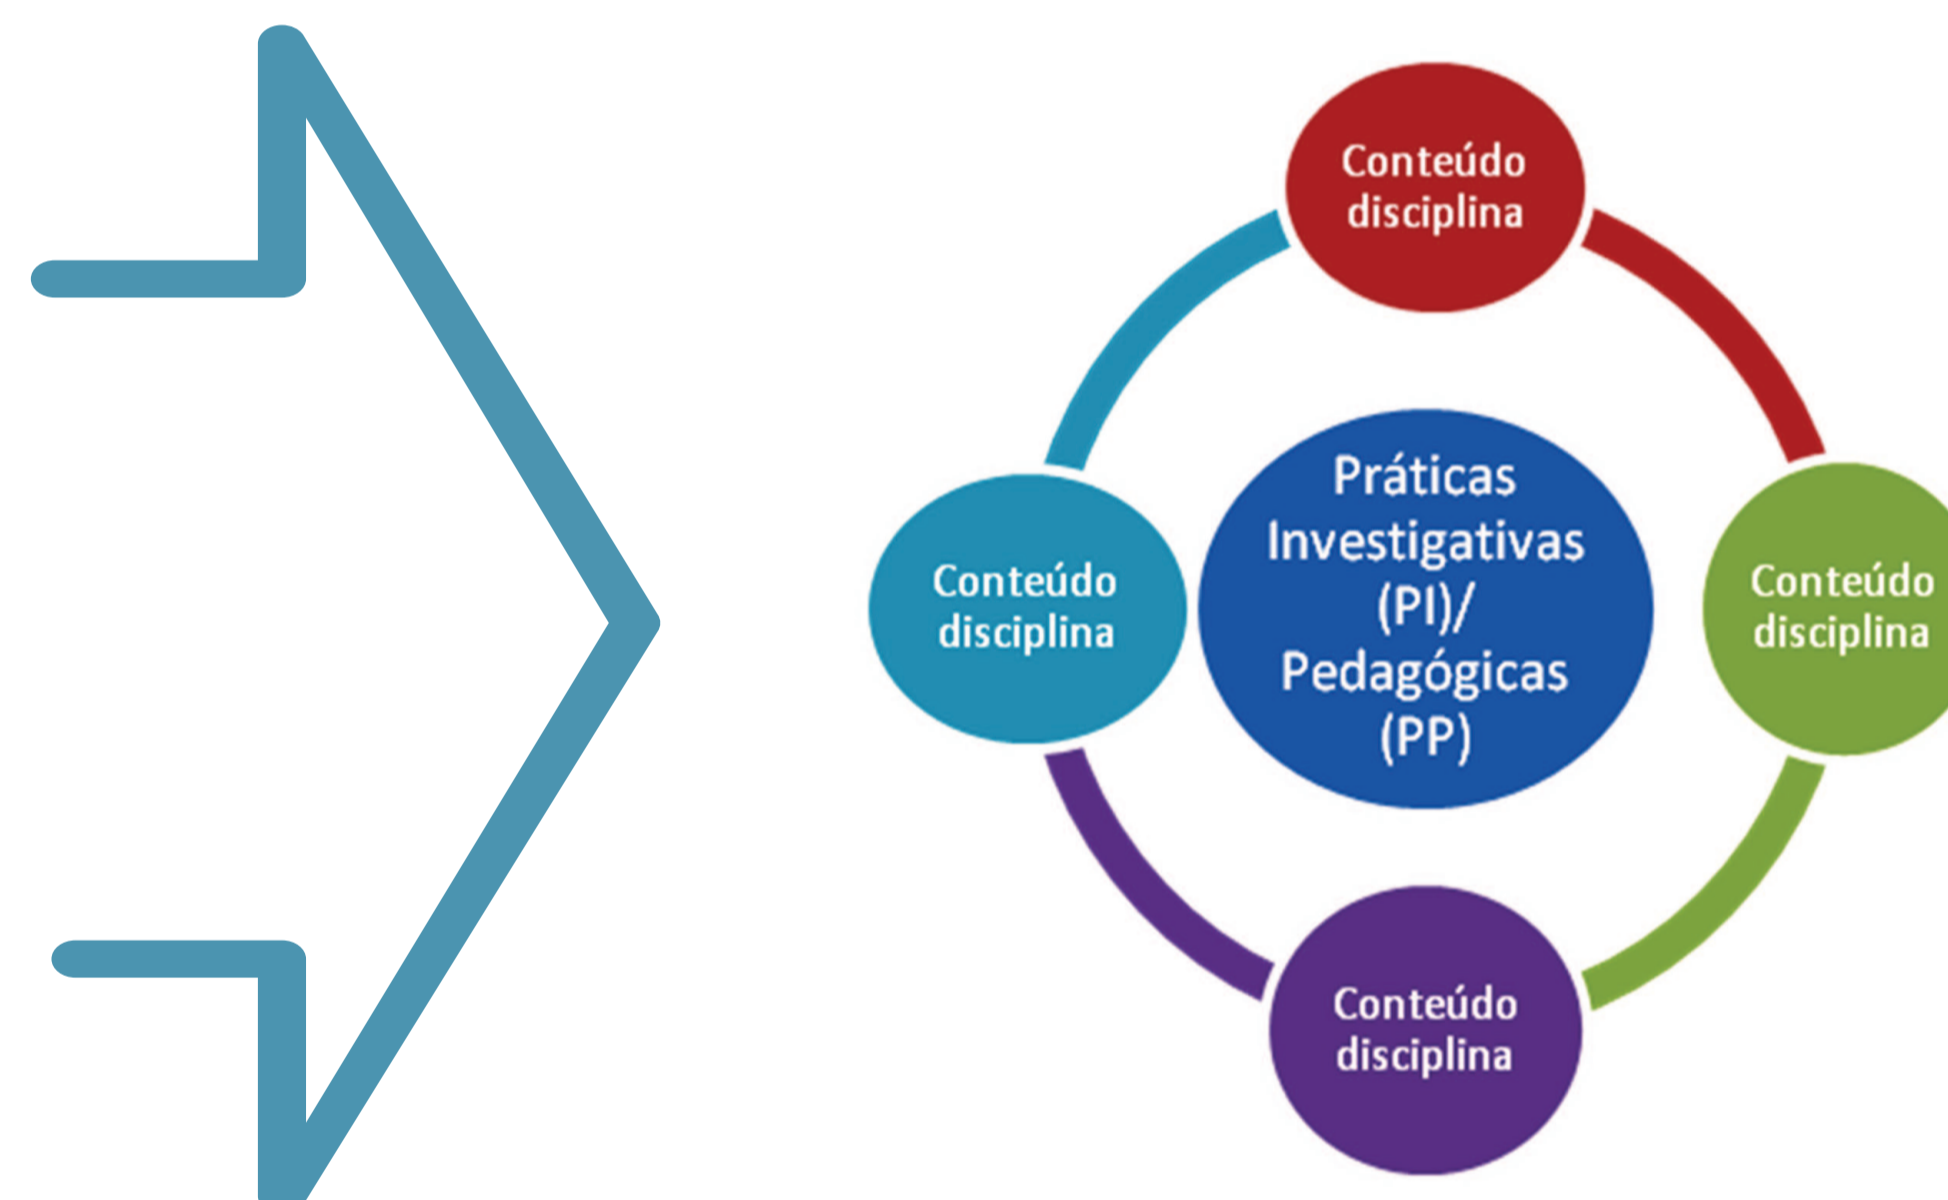 Conteúdo
disciplina
Conteúdo
disciplina
Práticas
Investigativas
(PI)/
Pedagógicas
(PP)
Conteúdo
disciplina
Conteúdo
disciplina